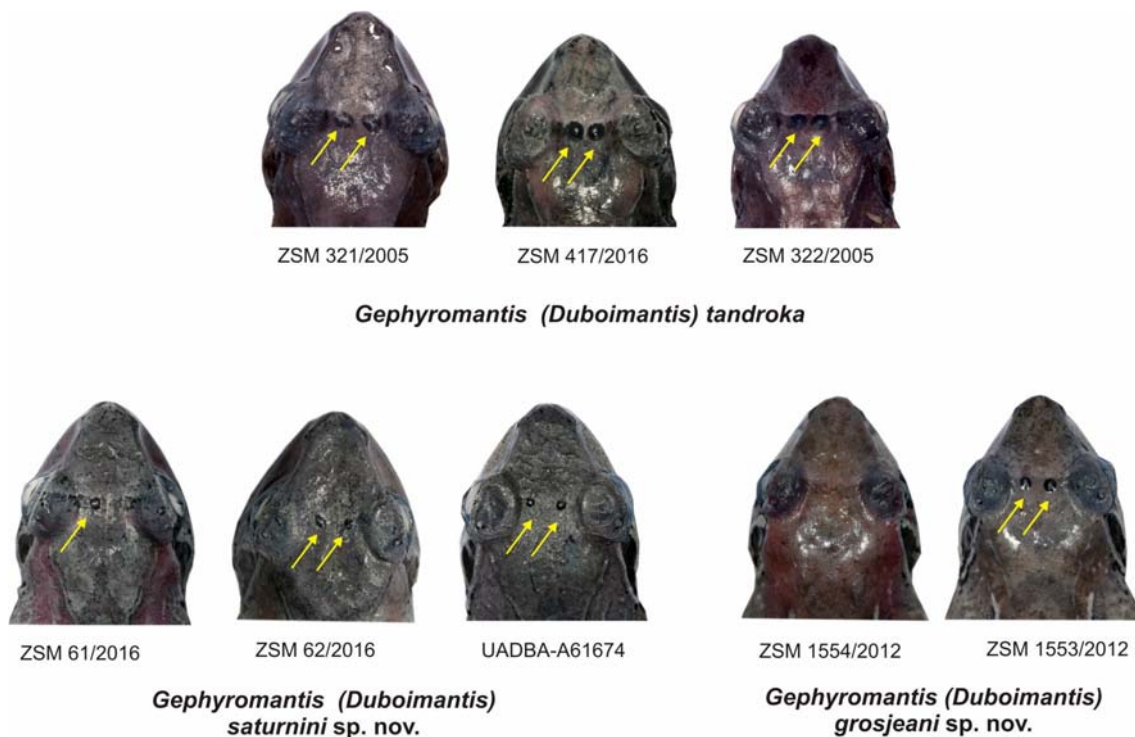 ZSM 321/2005
ZSM 417/2016
ZSM 322/2005
Gephyromantis (Duboimantis) tandroka
ZSM 61/2016
ZSM 62/2016
UADBA-A61674
ZSM 1554/2012
ZSM 1553/2012
Gephyromantis (Duboimantis)
saturnini sp. nov.
Gephyromantis (Duboimantis)
grosjeani sp. nov.